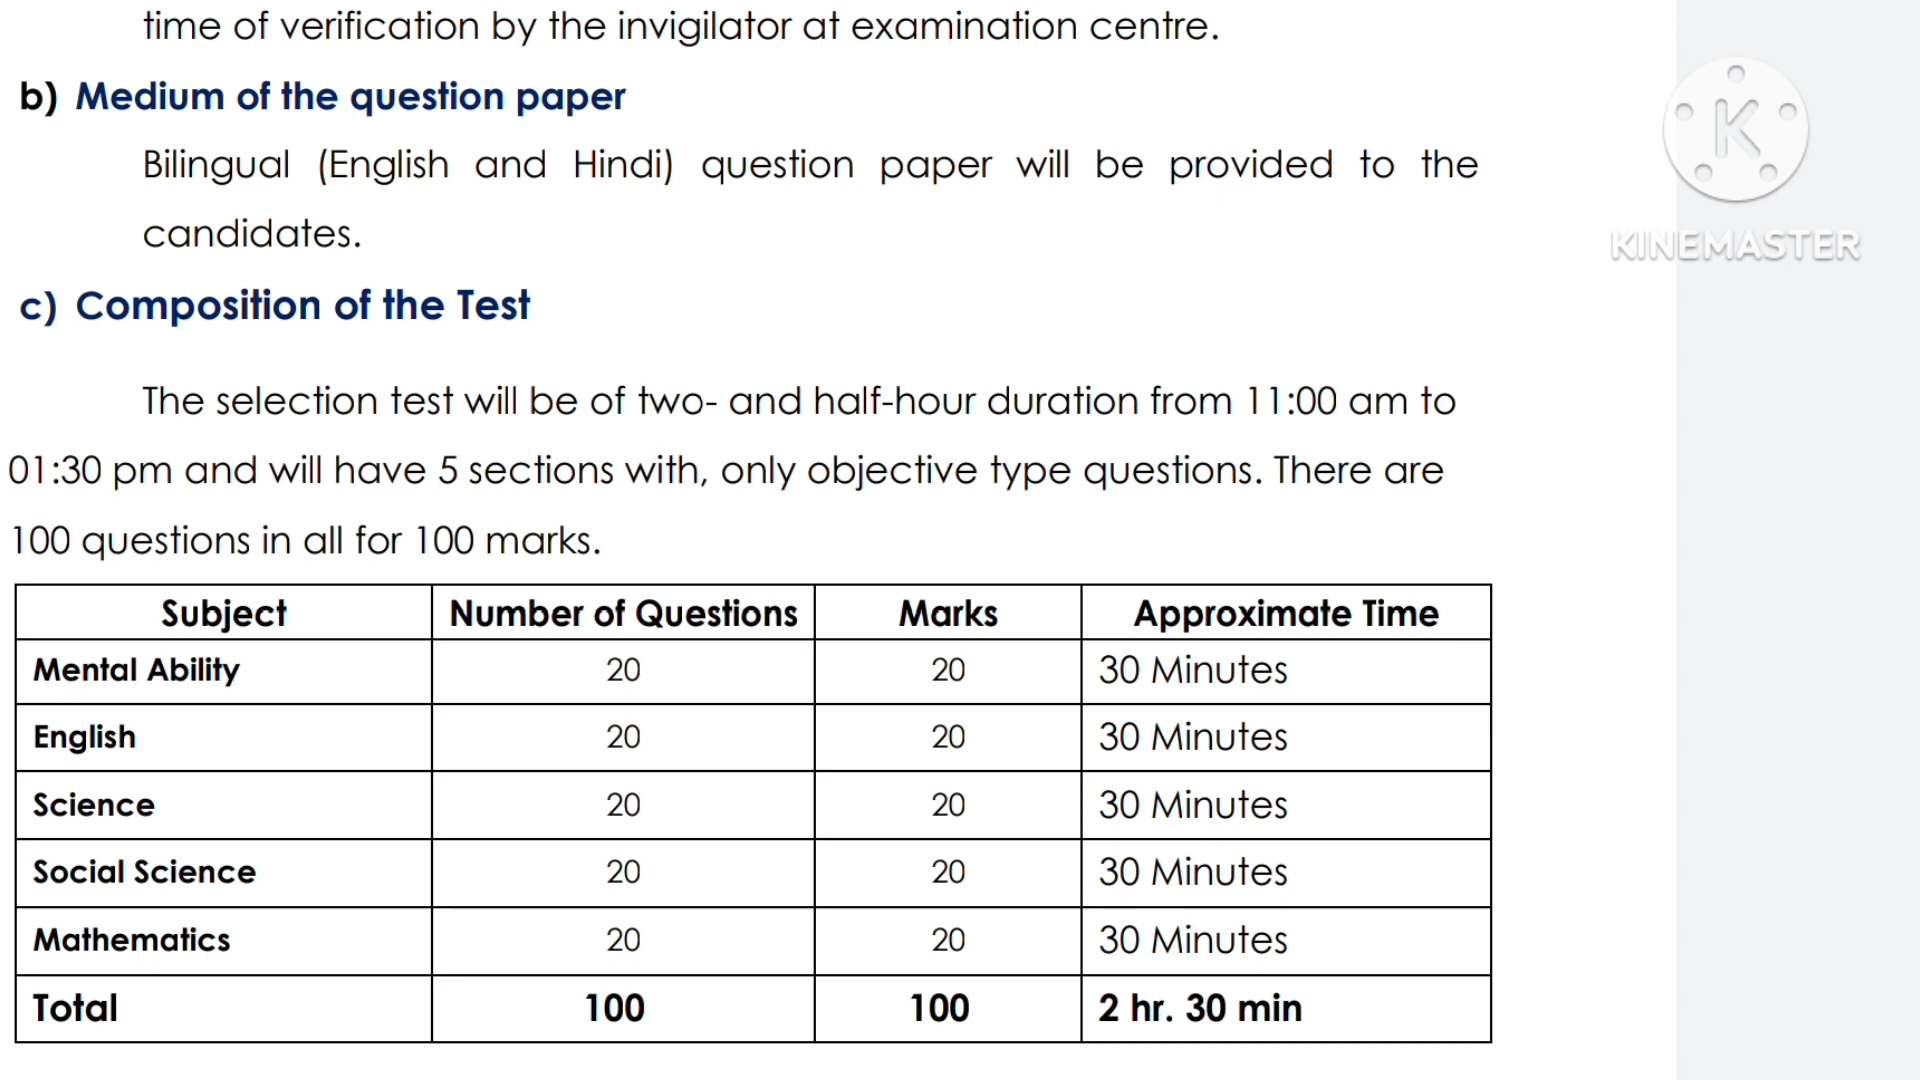 time of verification by the invigilator at examination centre.
b) Medium of the question paper
Bilingual (English and Hindi) question paper will be provided to the
candidates.
c) Composition of the Test
The selection test will be of two- and half-hour duration from 11:00 am to
01:30 pm and will have 5 sections with, only objective type questions. There are
100 questions in all for 100 marks.
Subject Number of Questions Marks Approximate Time
Mental Ability 20 20 30 Minutes
English 20 20 30 Minutes
Science 20 20 30 Minutes
Social Science 20 20 30 Minutes
Mathematics 20 20 30 Minutes
Total 100 100 2 hr. 30 min
K
KINEMASTER